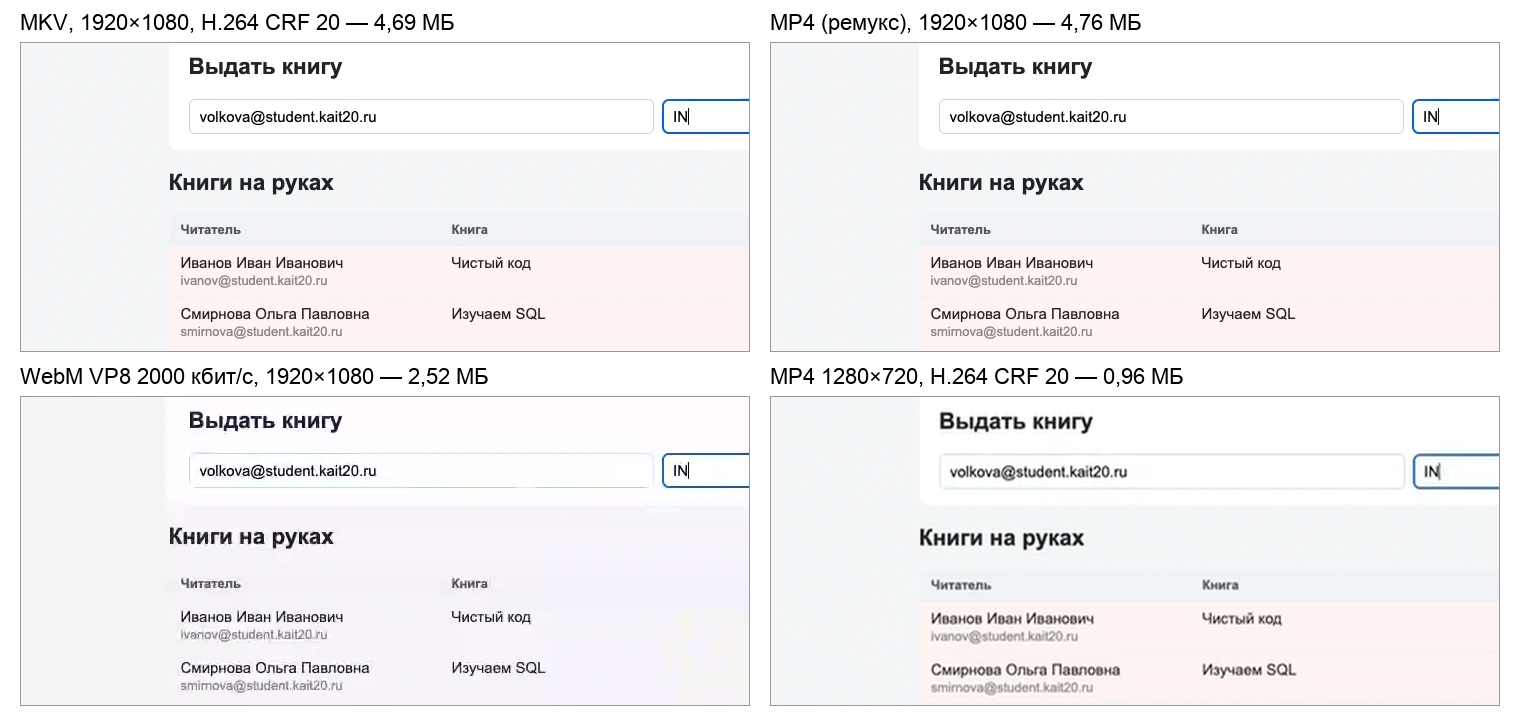 MKV, 1920×1080, H.264 CRF 20 — 4,69 МБ
Выдать книгу
volkova@student.kait20.ru IN
Книги на руках
Читатель Книга
Иванов Иван Иванович Чистый код
ivanov@student.kait20.ru
Смирнова Ольга Павловна Изучаем SQL
smirnova@student.kait20.ru
MP4 (ремукс), 1920×1080 — 4,76 МБ
Выдать книгу
volkova@student.kait20.ru IN
Книги на руках
Читатель Книга
Иванов Иван Иванович Чистый код
ivanov@student.kait20.ru
Смирнова Ольга Павловна Изучаем SQL
smirnova@student.kait20.ru
WebM VP8 2000 кбит/с, 1920×1080 — 2,52 МБ
Выдать книгу
volkova@student.kait20.ru IN
Книги на руках
Читатель Книга
Иванов Иван Иванович Чистый код
ivanov@student.kait20.ru
Смирнова Ольга Павловна Изучаем SQL
smirnova@student.kait20.ru
MP4 1280×720, H.264 CRF 20 — 0,96 МБ
Выдать книгу
volkova@student.kait20.ru IN
Книги на руках
Читатель Книга
Иванов Иван Иванович Чистый код
ivanov@student.kait20.ru
Смирнова Ольга Павловна Изучаем SQL
smirnova@student.kait20.ru